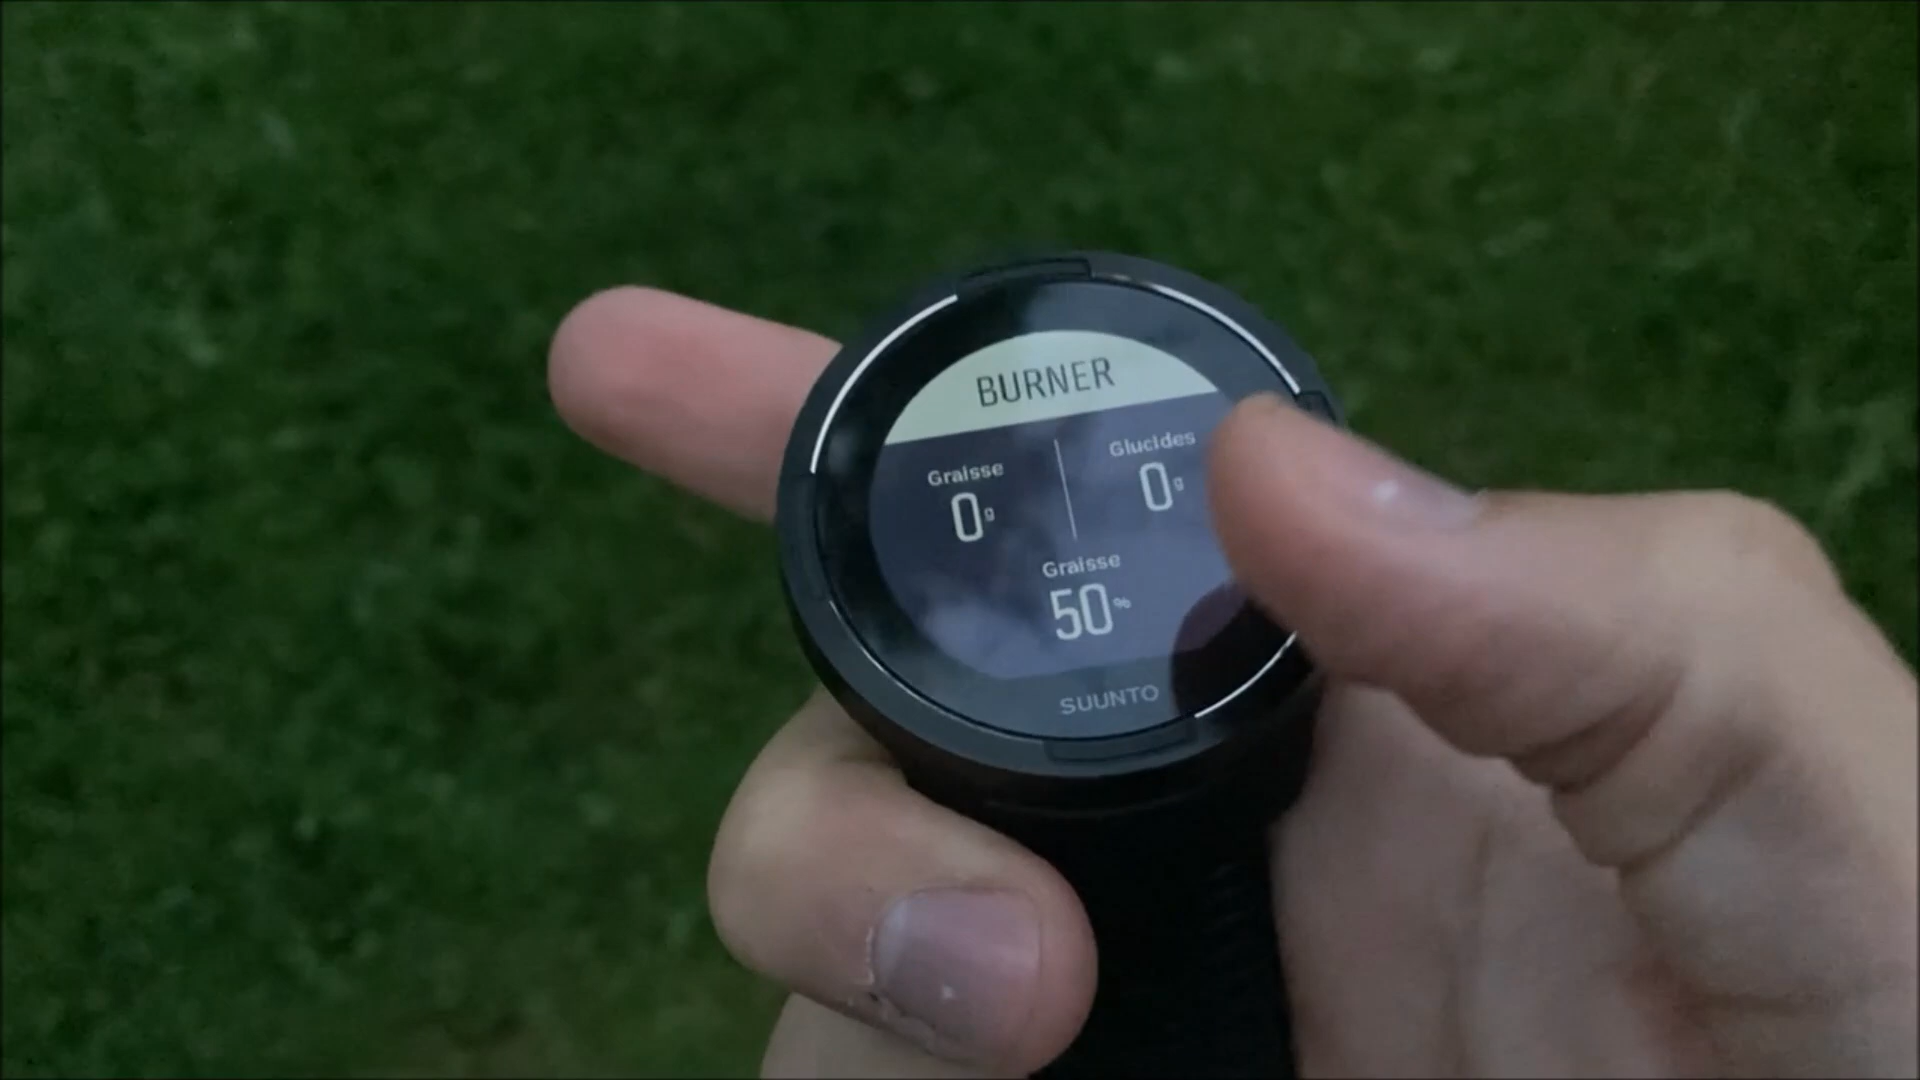 BURNER
Graisse
0g
Glucides
0g
Graisse
50%
SUUNTO